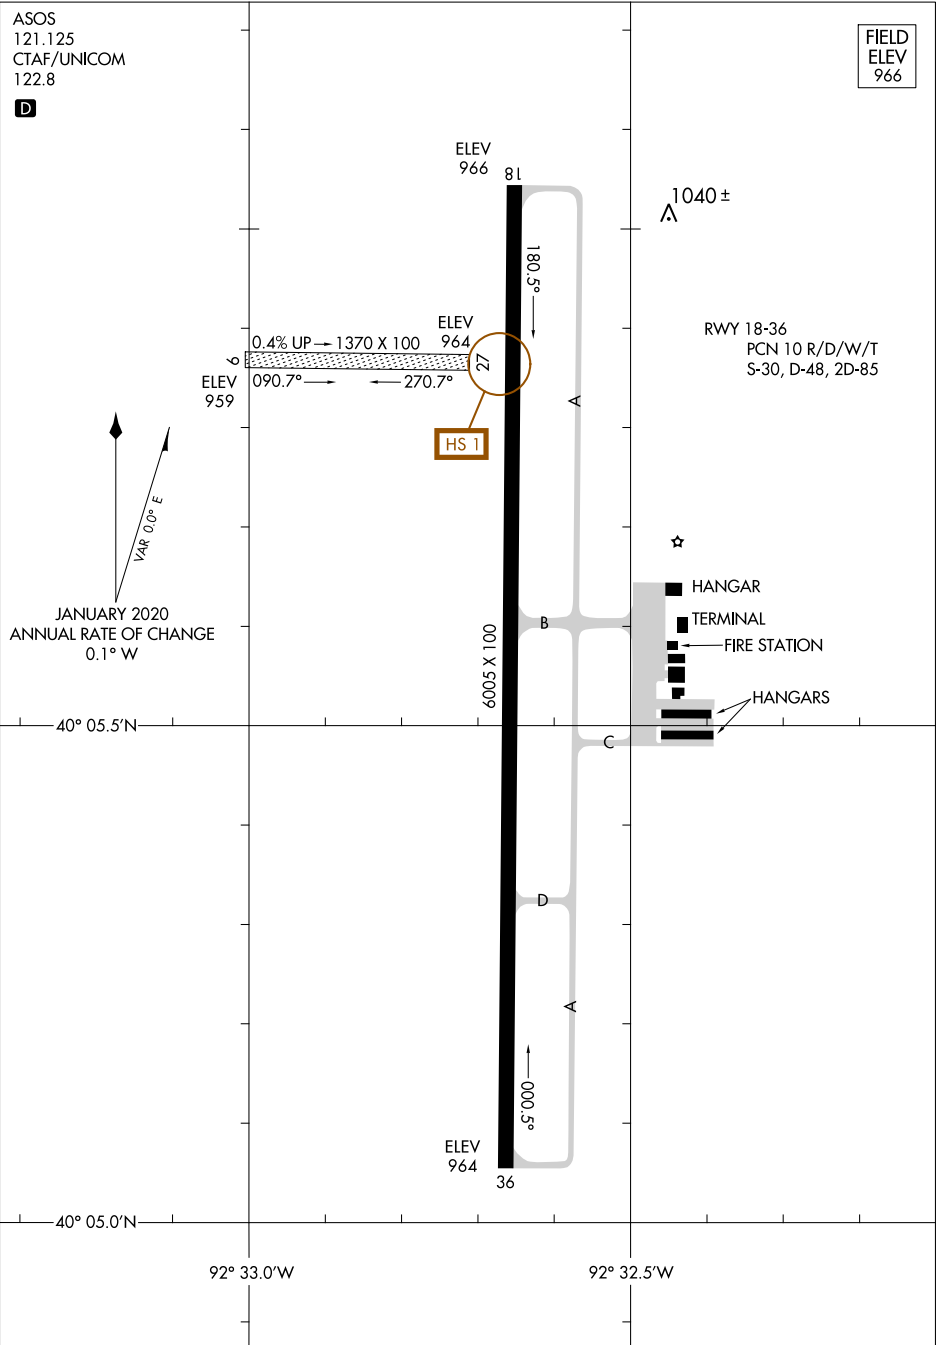 ASOS
121.125
CTAF/UNICOM
122.8
D
FIELD
ELEV
966
ELEV
966
18
1040 ±
180.5°
RWY 18-36
PCN 10 R/D/W/T
S-30, D-48, 2D-85
ELEV
964
0.4% UP
1370 X 100
9
27
090.7°
270.7°
ELEV
959
A
HS 1
VAR 0.0° E
JANUARY 2020
ANNUAL RATE OF CHANGE
0.1° W
HANGAR
B
TERMINAL
FIRE STATION
6005 X 100
HANGARS
40° 05.5'N
C
D
A
000.5°
ELEV
964
36
40° 05.0'N
92° 33.0'W
92° 32.5'W